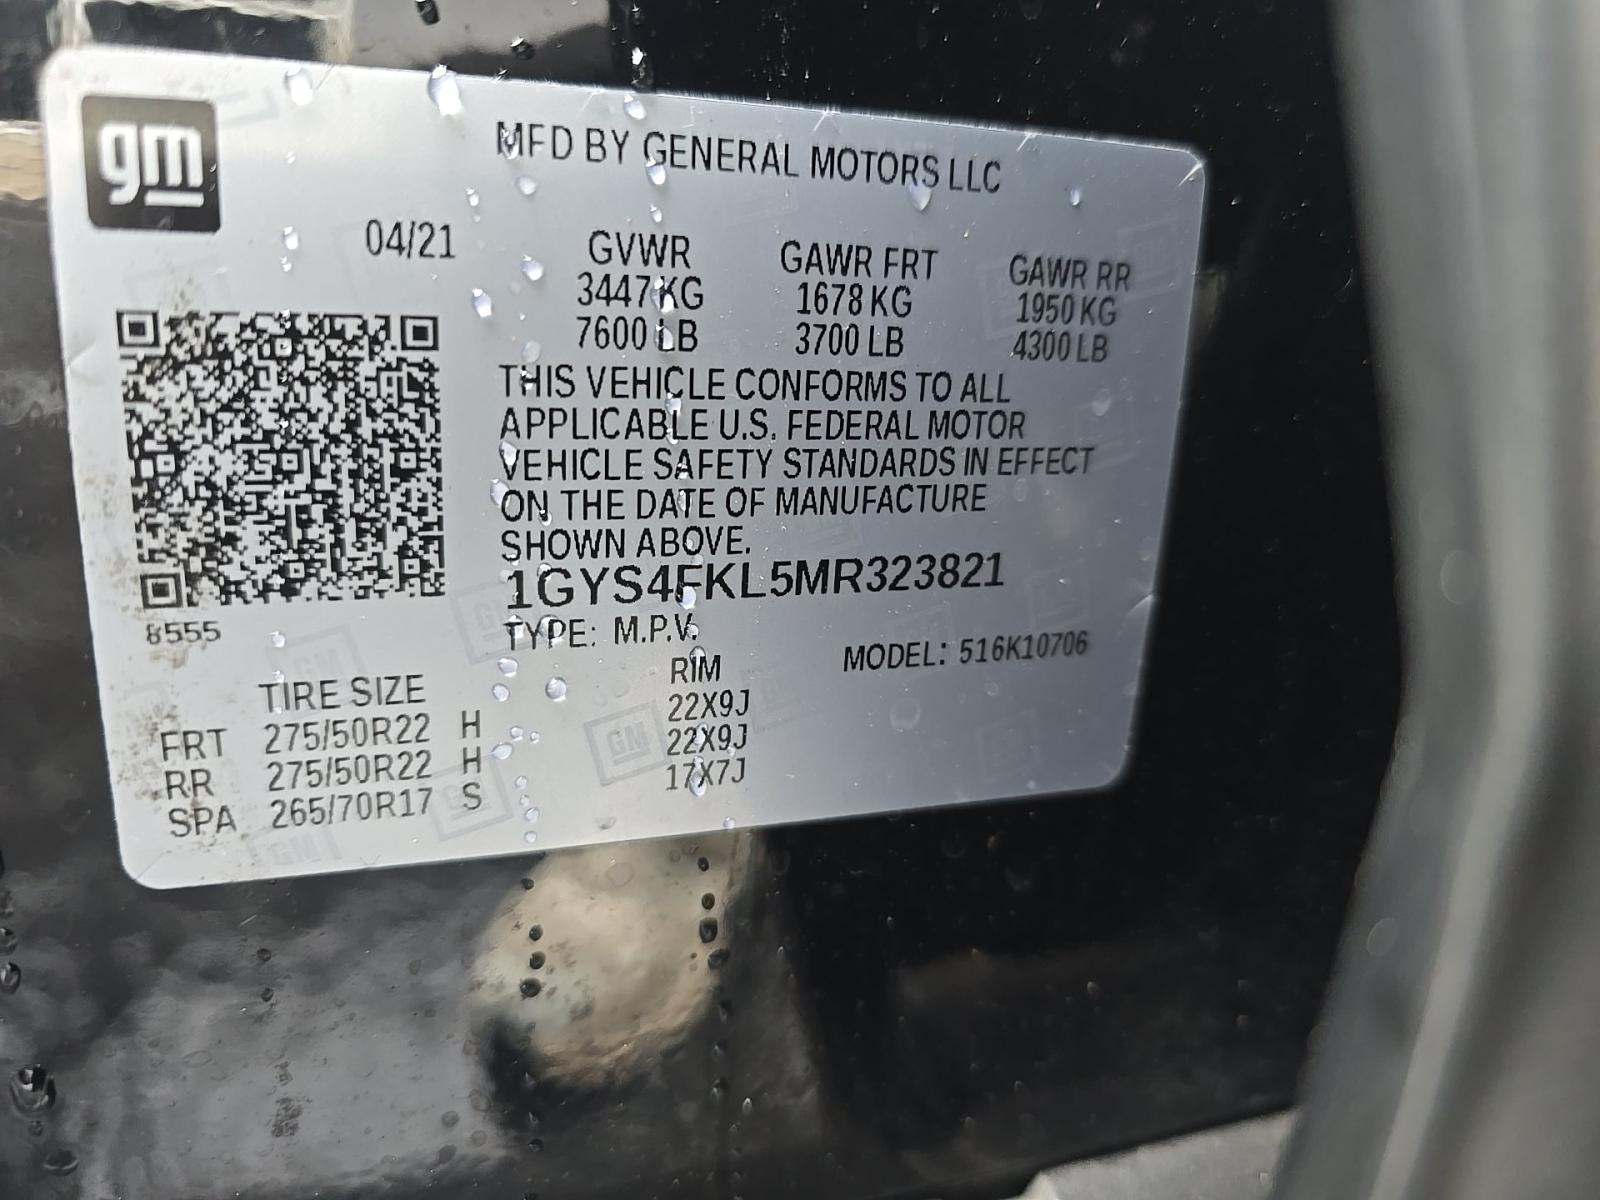 gm
MFD BY GENERAL MOTORS LLC
04/21 GVWR GAWR FRT GAWR RR
3447 KG 1678 KG 1950 KG
7600 LB 3700 LB 4300 LB
THIS VEHICLE CONFORMS TO ALL
APPLICABLE U.S. FEDERAL MOTOR
VEHICLE SAFETY STANDARDS IN EFFECT
ON THE DATE OF MANUFACTURE
SHOWN ABOVE.
1GYS4FKL5MR323821
8555
TYPE: M.P.V. MODEL: 516K10706
TIRE SIZE RIM
FRT 275/50R22 H 22X9J
RR 275/50R22 H 22X9J
SPA 265/70R17 S 17X7J
GM